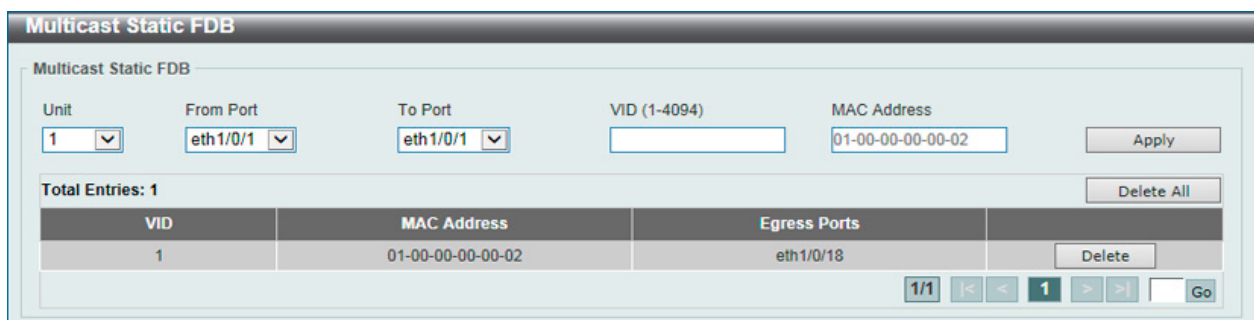 Multicast Static FDB
Multicast Static FDB
Unit From Port To Port VID (1-4094) MAC Address
1 eth1/0/1 eth1/0/1 01-00-00-00-00-02 Apply
Total Entries: 1 Delete All
VID MAC Address Egress Ports
1 01-00-00-00-00-02 eth1/0/18 Delete
1/1 |< < 1 > >| Go